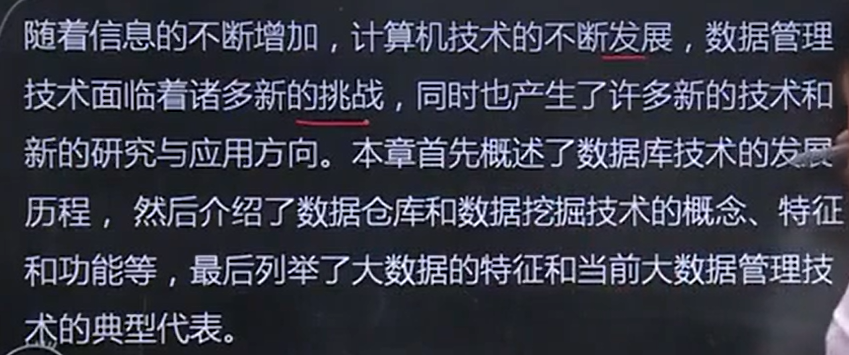 随着信息的不断增加，计算机技术的不断发展，数据管理
技术面临着诸多新的挑战，同时也产生了许多新的技术和
新的研究与应用方向。本章首先概述了数据库技术的发展
历程， 然后介绍了数据仓库和数据挖掘技术的概念、特征
和功能等，最后列举了大数据的特征和当前大数据管理技
术的典型代表。